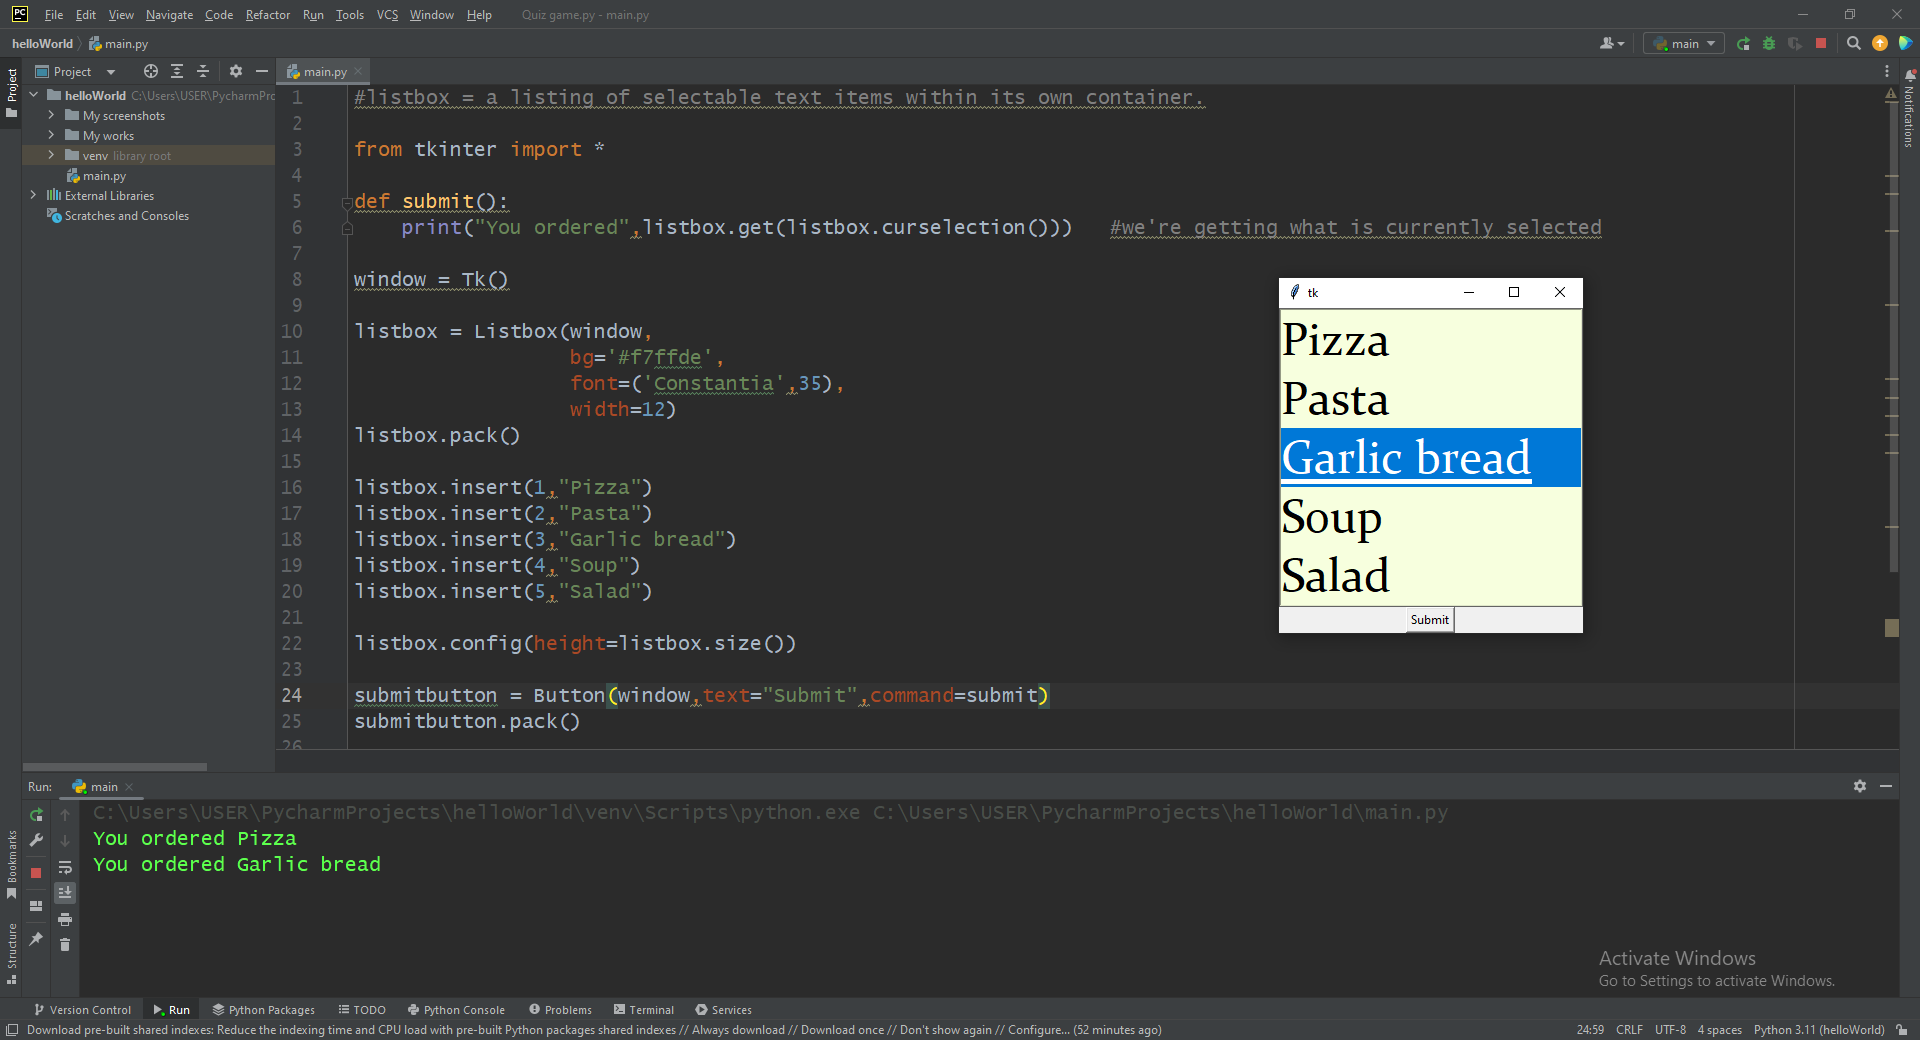 PC File Edit View Navigate Code Refactor Run Tools VCS Window Help Quiz game.py - main.py
helloWorld main.py main
Project
Project main.py
helloWorld C:\Users\USER\PycharmPro
My screenshots
My works
venv library root
main.py
External Libraries
Scratches and Consoles
1 #listbox = a listing of selectable text items within its own container.
2
3 from tkinter import *
4
5 def submit():
6 print("You ordered",listbox.get(listbox.curselection())) #we're getting what is currently selected
7
8 window = Tk()
9
10 listbox = Listbox(window,
11 bg='#f7ffde',
12 font=('Constantia',35),
13 width=12)
14 listbox.pack()
15
16 listbox.insert(1,"Pizza")
17 listbox.insert(2,"Pasta")
18 listbox.insert(3,"Garlic bread")
19 listbox.insert(4,"Soup")
20 listbox.insert(5,"Salad")
21
22 listbox.config(height=listbox.size())
23
24 submitbutton = Button(window,text="Submit",command=submit)
25 submitbutton.pack()
26
tk
Pizza
Pasta
Garlic bread
Soup
Salad
Submit
Notifications
Run: main
C:\Users\USER\PycharmProjects\helloWorld\venv\Scripts\python.exe C:\Users\USER\PycharmProjects\helloWorld\main.py
You ordered Pizza
You ordered Garlic bread
Bookmarks
Structure
Activate Windows
Go to Settings to activate Windows.
Version Control Run Python Packages TODO Python Console Problems Terminal Services
Download pre-built shared indexes: Reduce the indexing time and CPU load with pre-built Python packages shared indexes // Always download // Download once // Don't show again // Configure... (52 minutes ago) 24:59 CRLF UTF-8 4 spaces Python 3.11 (helloWorld)